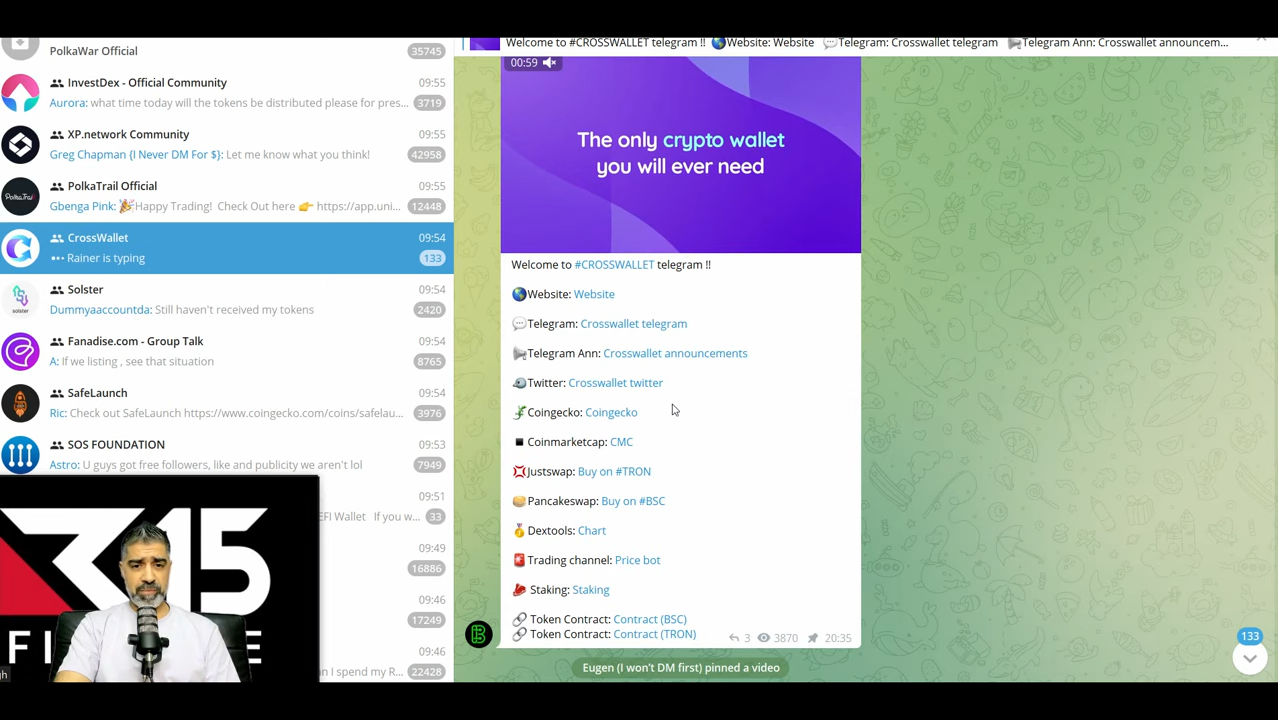 PolkaWar Official
35745
InvestDex - Official Community 09:55
Aurora: what time today will the tokens be distributed please for pres... 3719
XP.network Community 09:55
Greg Chapman {I Never DM For $}: Let me know what you think! 42958
PolkaTrail Official 09:55
Gbenga Pink: 🎉Happy Trading! Check Out here 👉 https://app.uni... 12448
CrossWallet 09:54
Rainer is typing 133
Solster 09:54
solster
Dummyaaccountda: Still haven't received my tokens 2420
Fanadise.com - Group Talk 09:54
A: If we listing , see that situation 8765
SafeLaunch 09:54
Ric: Check out SafeLaunch https://www.coingecko.com/coins/safelau... 3976
SOS FOUNDATION 09:53
Astro: U guys got free followers, like and publicity we aren't lol 7949
09:51
EFI Wallet If you w... 33
09:49
16886
09:46
17249
09:46
n I spend my R... 22428
315
Welcome to #CROSSWALLET telegram !! 🌎Website: Website 💬Telegram: Crosswallet telegram 📢Telegram Ann: Crosswallet announcem...
00:59
The only crypto wallet
you will ever need
Welcome to #CROSSWALLET telegram !!
🌎Website: Website
💬Telegram: Crosswallet telegram
📢Telegram Ann: Crosswallet announcements
Twitter: Crosswallet twitter
Coingecko: Coingecko
Coinmarketcap: CMC
💢Justswap: Buy on #TRON
🥞Pancakeswap: Buy on #BSC
🏅Dextools: Chart
🚨Trading channel: Price bot
🥩 Staking: Staking
🔗 Token Contract: Contract (BSC)
🔗 Token Contract: Contract (TRON)
3 3870 20:35
Eugen (I won't DM first) pinned a video
133